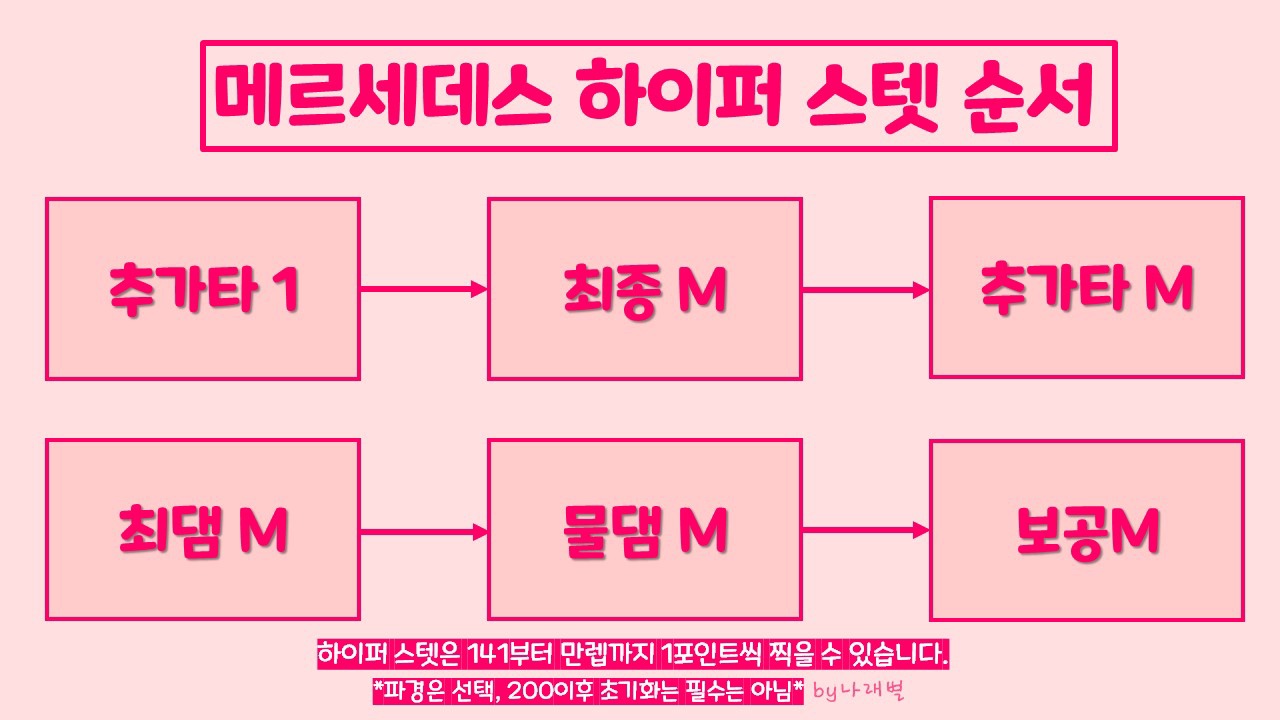 메르세데스 하이퍼 스텟 순서
추가타 1
최종 M
추가타 M
최댐 M
물댐 M
보공M
하이퍼 스텟은 141부터 만렙까지 1포인트씩 찍을 수 있습니다.
*파경은 선택, 200이후 초기화는 필수는 아님* by나래별